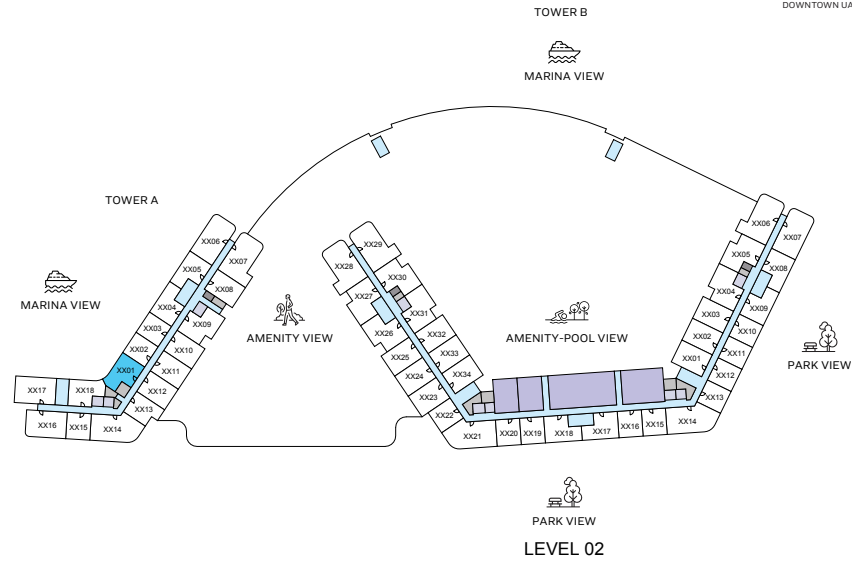 DOWNTOWN UA
TOWER B
MARINA VIEW
TOWER A
MARINA VIEW
AMENITY VIEW
AMENITY-POOL VIEW
PARK VIEW
XX06
XX05
XX07
XX08
XX04
XX09
XX03
XX02
XX10
XX01
XX11
XX12
XX17
XX18
XX13
XX16
XX15
XX14
XX29
XX28
XX30
XX27
XX31
XX26
XX32
XX25
XX33
XX24
XX34
XX23
XX22
XX21
XX20
XX19
XX18
XX17
XX16
XX15
XX14
XX06
XX07
XX05
XX08
XX04
XX09
XX03
XX10
XX02
XX11
XX01
XX12
XX13
PARK VIEW
LEVEL 02